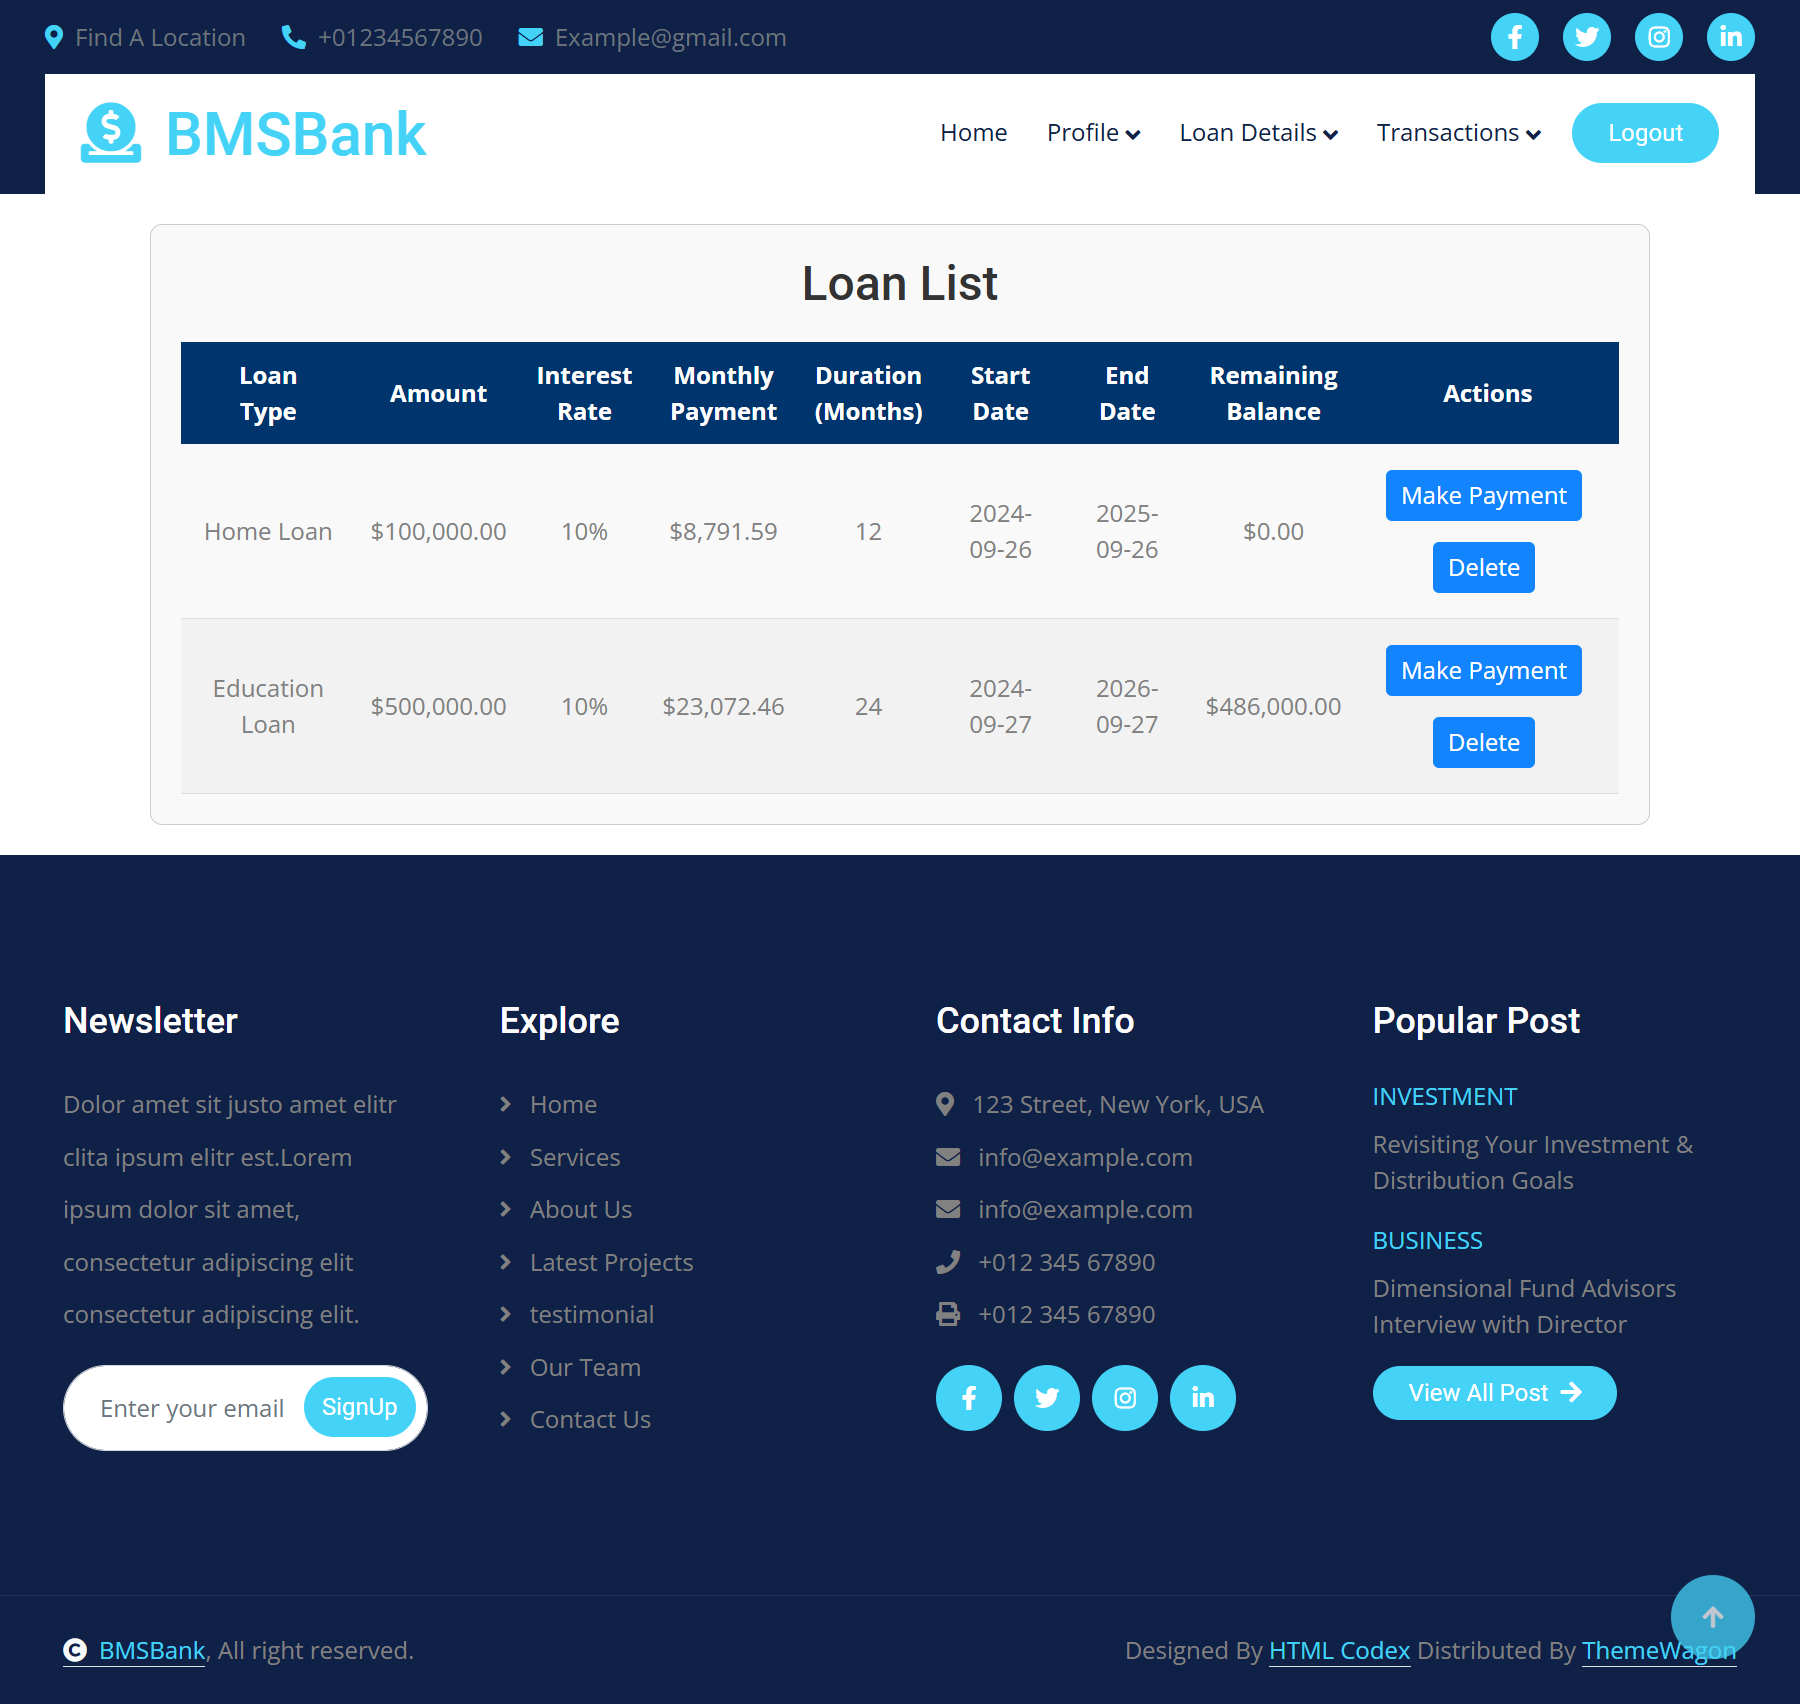 Find A Location +01234567890 Example@gmail.com
BMSBank Home Profile Loan Details Transactions Logout
Loan List
Loan Type Amount Interest Rate Monthly Payment Duration (Months) Start Date End Date Remaining Balance Actions
Home Loan $100,000.00 10% $8,791.59 12 2024-09-26 2025-09-26 $0.00 Make Payment
Delete
Education Loan $500,000.00 10% $23,072.46 24 2024-09-27 2026-09-27 $486,000.00 Make Payment
Delete
Newsletter
Dolor amet sit justo amet elitr
clita ipsum elitr est.Lorem
ipsum dolor sit amet,
consectetur adipiscing elit
consectetur adipiscing elit.
Enter your email SignUp
Explore
Home
Services
About Us
Latest Projects
testimonial
Our Team
Contact Us
Contact Info
123 Street, New York, USA
info@example.com
info@example.com
+012 345 67890
+012 345 67890
Popular Post
INVESTMENT
Revisiting Your Investment &
Distribution Goals
BUSINESS
Dimensional Fund Advisors
Interview with Director
View All Post
BMSBank, All right reserved.
Designed By HTML Codex Distributed By ThemeWagon